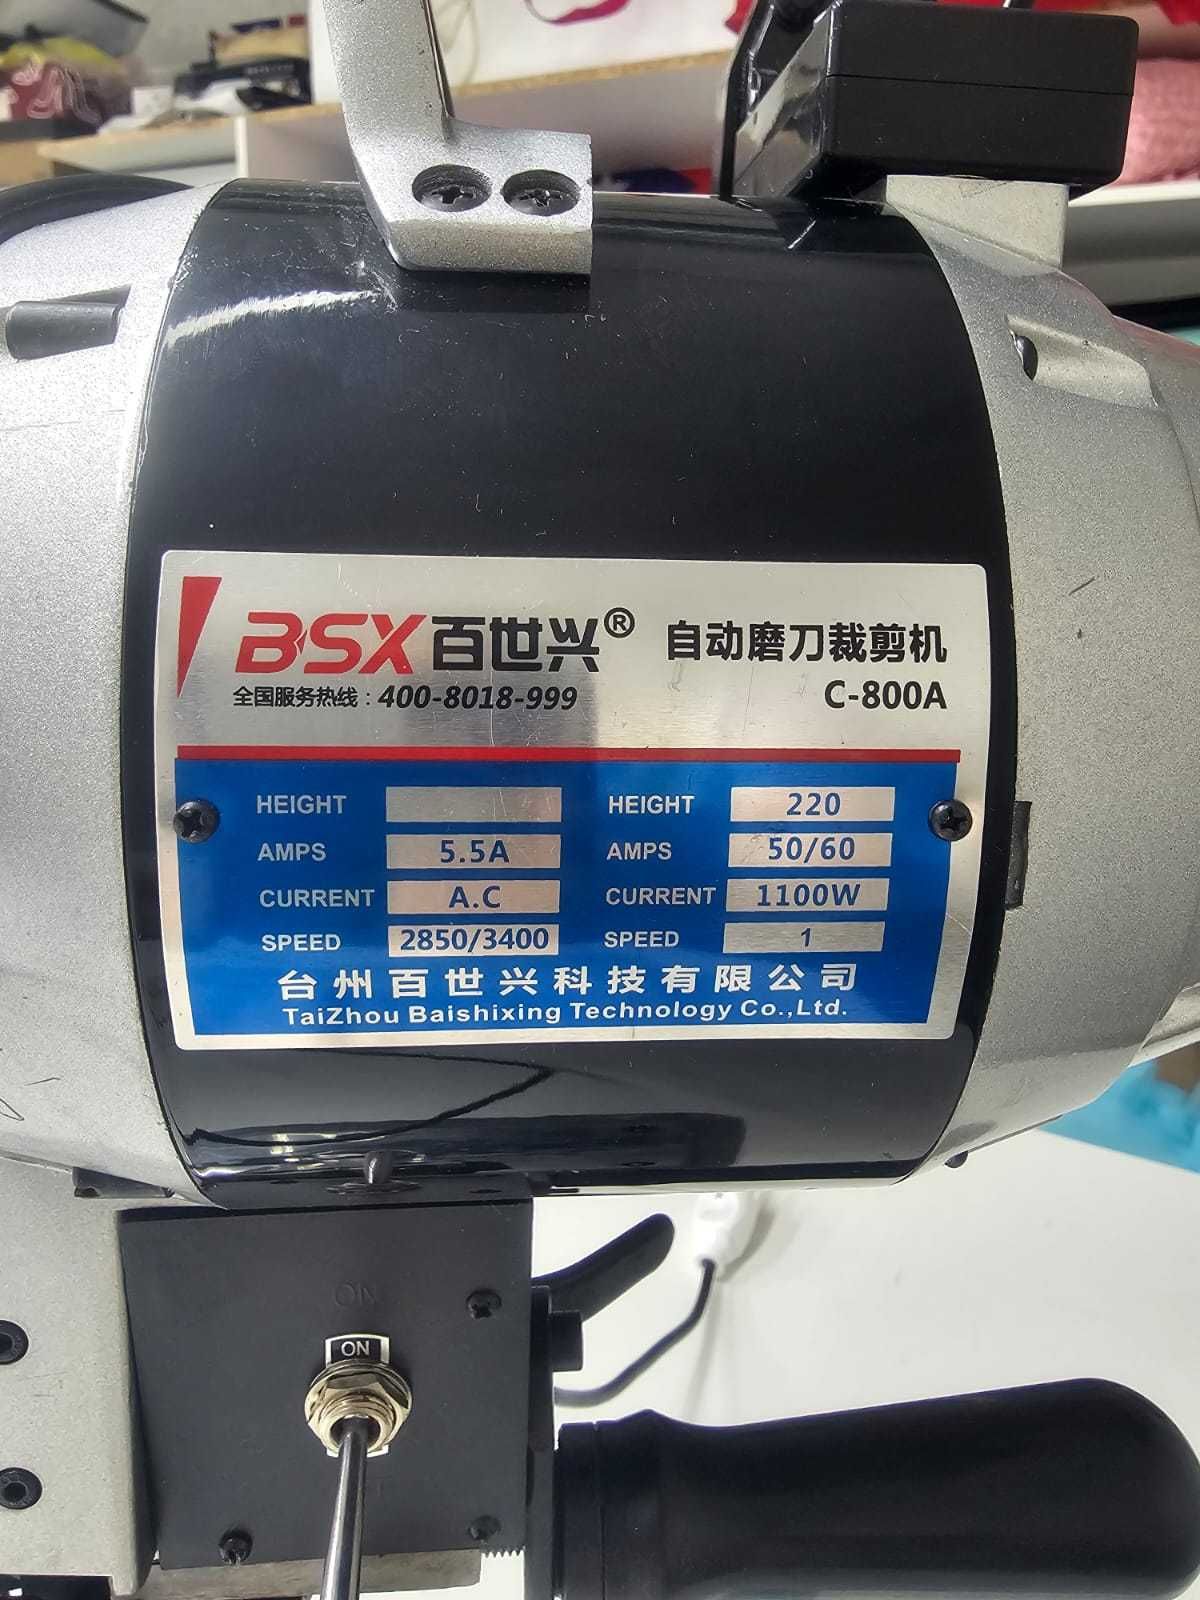 BSX百世兴® 自动磨刀裁剪机
全国服务热线：400-8018-999 C-800A
HEIGHT HEIGHT 220
AMPS 5.5A AMPS 50/60
CURRENT A.C CURRENT 1100W
SPEED 2850/3400 SPEED 1
台州百世兴科技有限公司
TaiZhou Baishixing Technology Co.,Ltd.
ON
ON